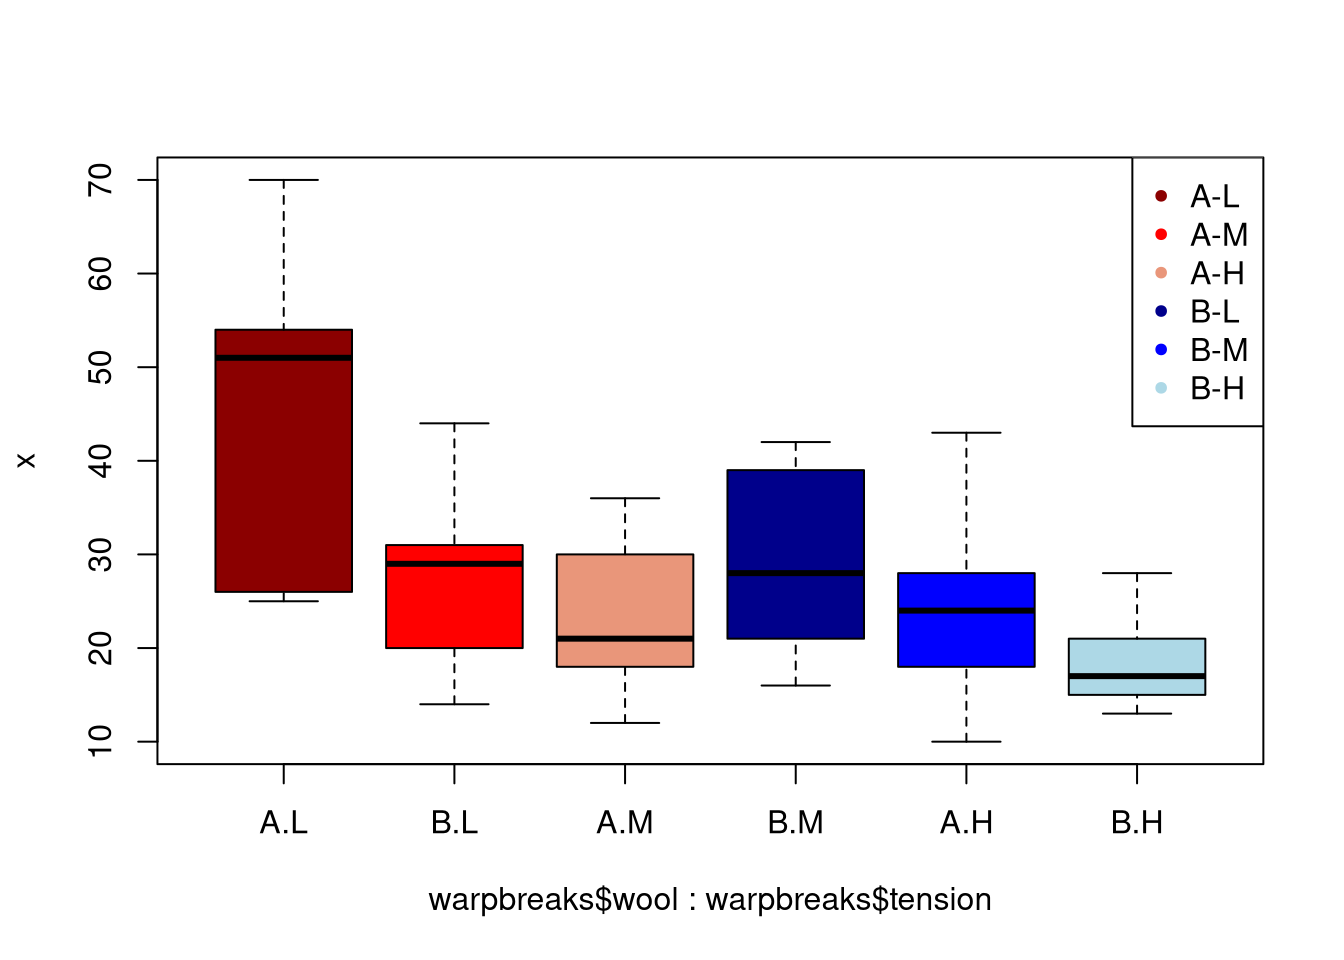 70
60
50
40
30
20
10
x
A-L
A-M
A-H
B-L
B-M
B-H
A.L B.L A.M B.M A.H B.H
warpbreaks$wool : warpbreaks$tension